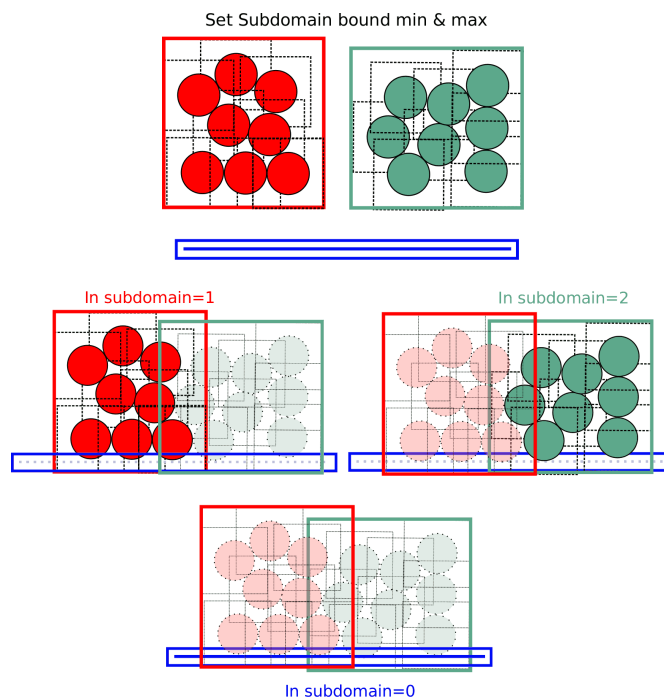 Set Subdomain bound min & max
In subdomain=1
In subdomain=2
In subdomain=0